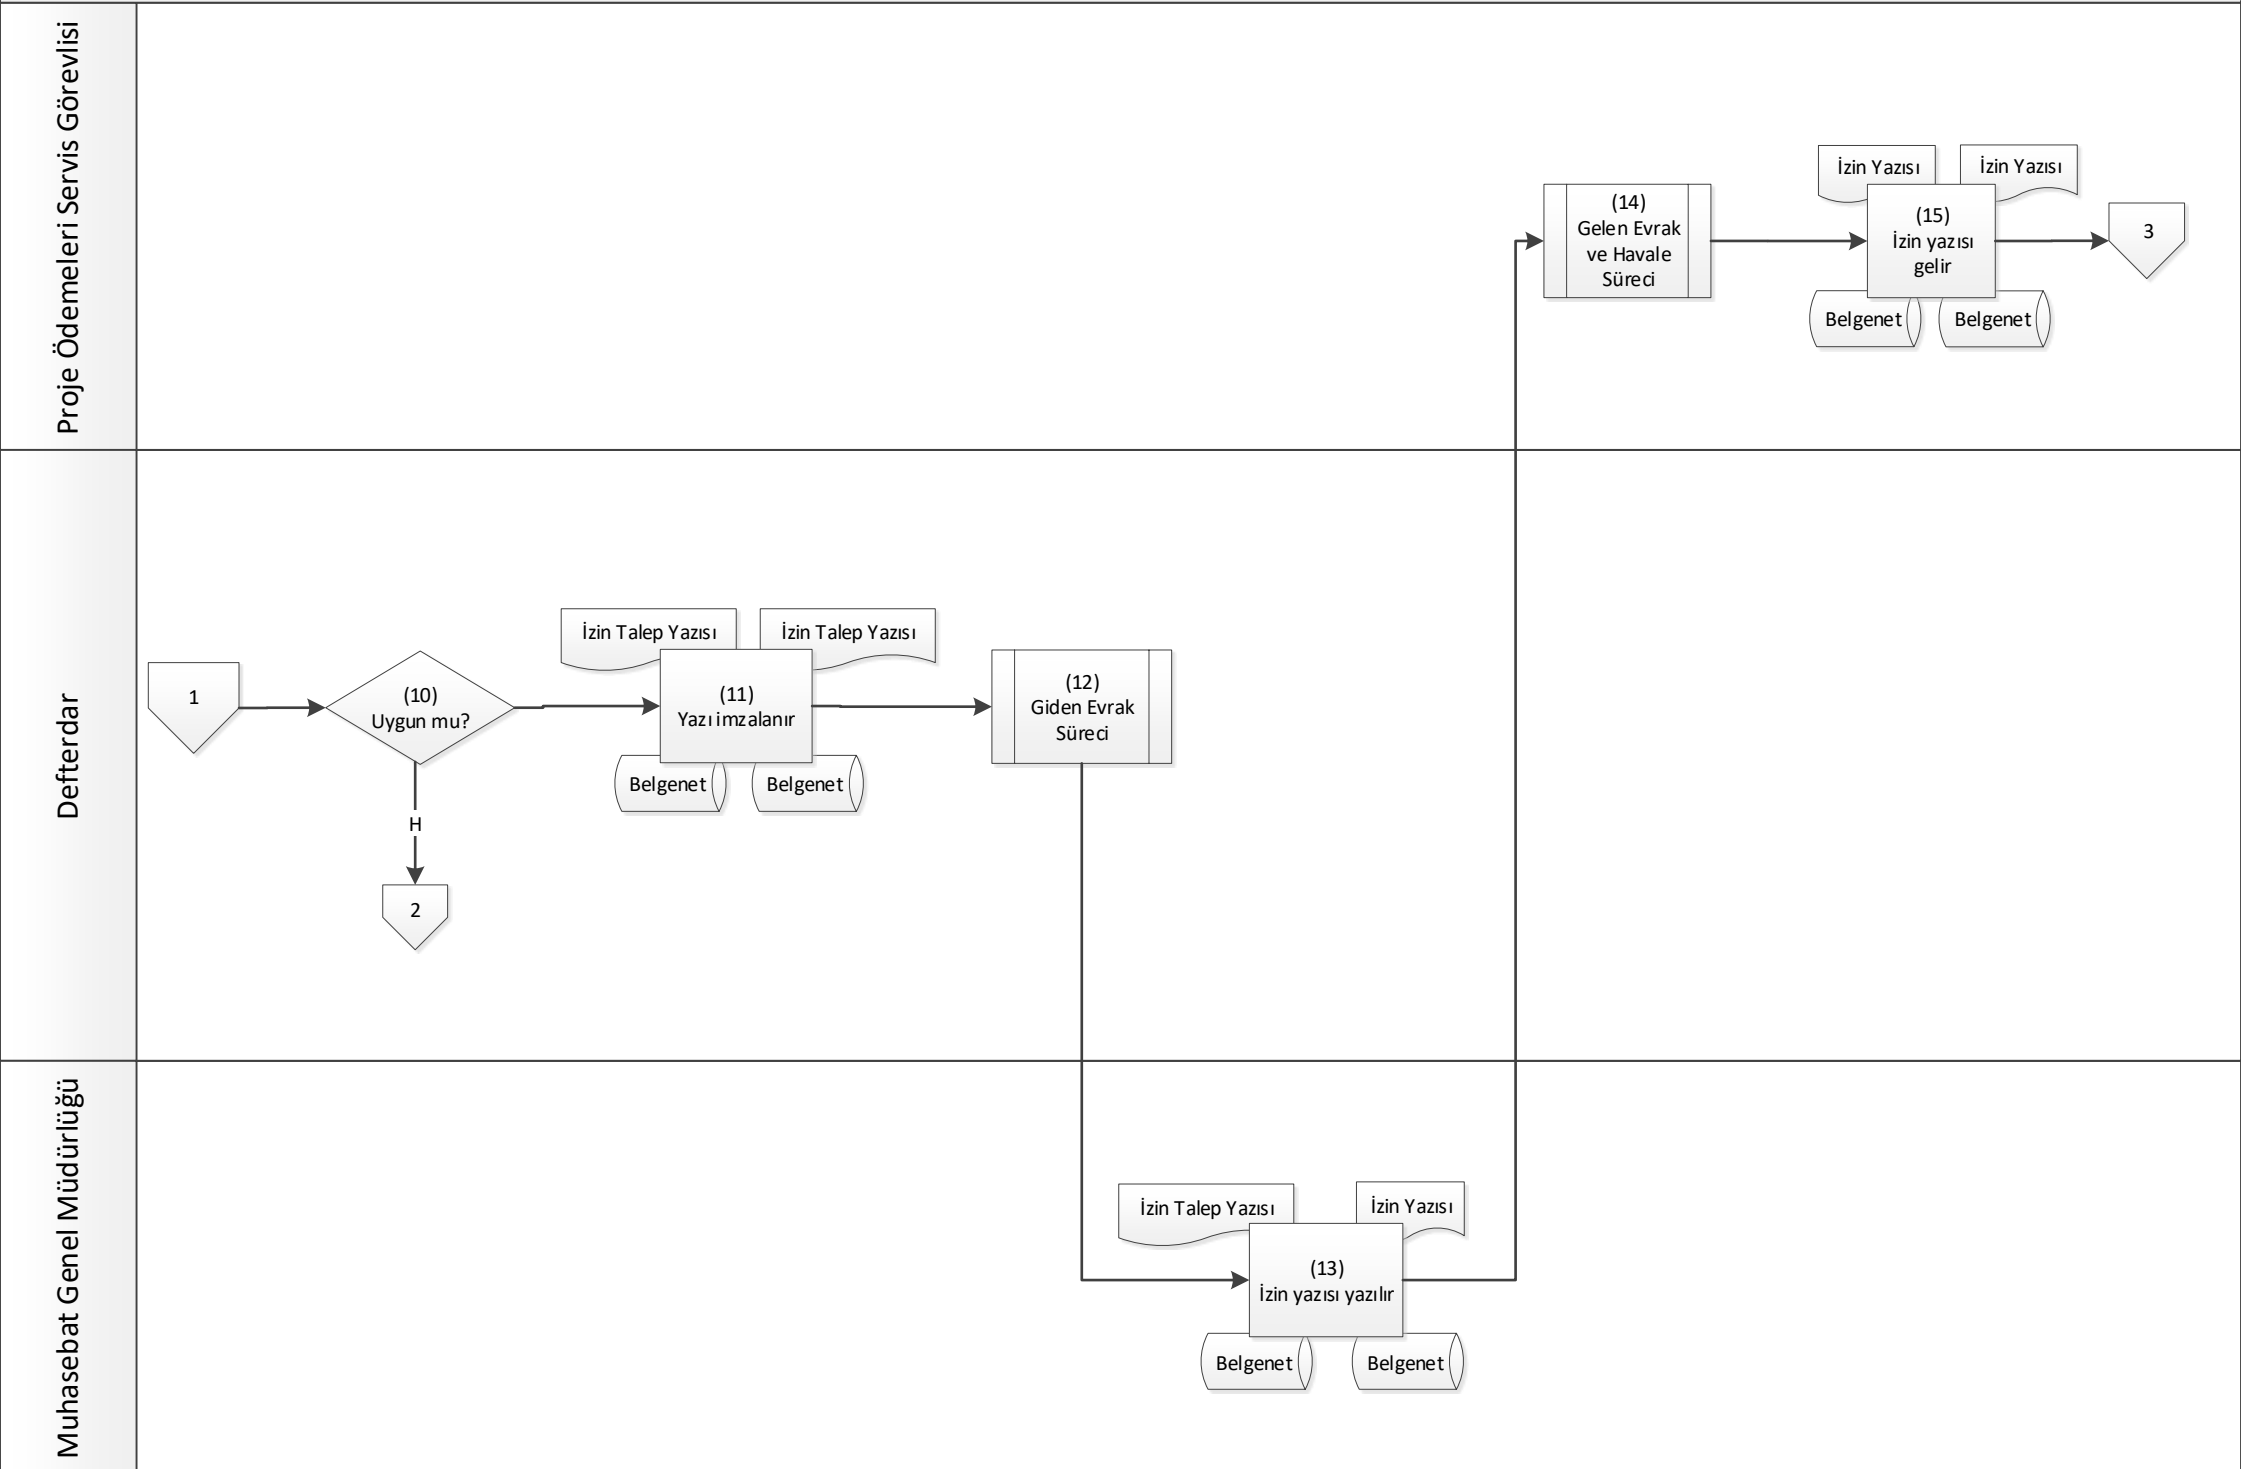 Proje Ödemeleri Servis Görevlisi
İzin Yazısı
İzin Yazısı
(14)
Gelen Evrak
ve Havale
Süreci
(15)
İzin yazısı
gelir
3
Belgenet
Belgenet
Defterdar
1
(10)
Uygun mu?
H
2
İzin Talep Yazısı
İzin Talep Yazısı
(11)
Yazı imzalanır
Belgenet
Belgenet
(12)
Giden Evrak
Süreci
Muhasebat Genel Müdürlüğü
İzin Talep Yazısı
İzin Yazısı
(13)
İzin yazısı yazılır
Belgenet
Belgenet